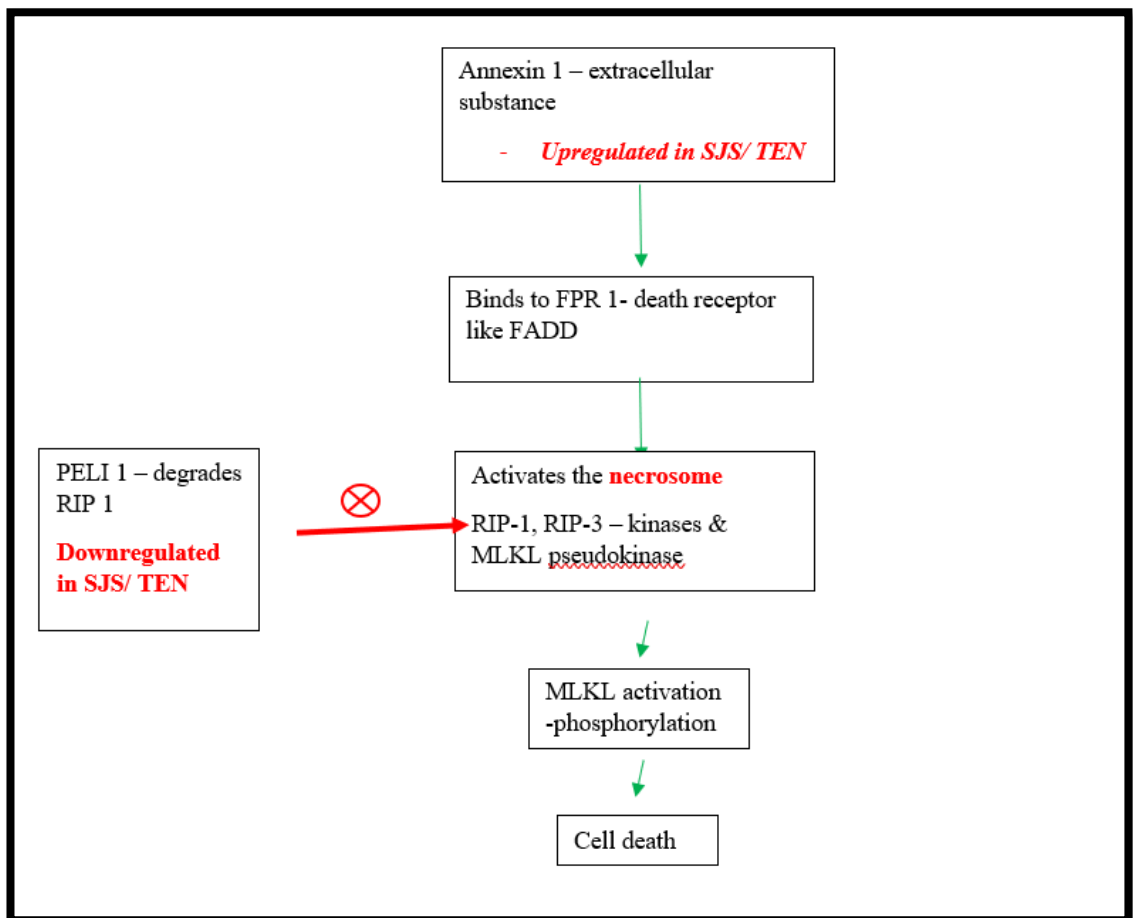 Annexin 1 – extracellular
substance
- Upregulated in SJS/ TEN
Binds to FPR 1- death receptor
like FADD
PELI 1 – degrades
RIP 1
Downregulated
in SJS/ TEN
Activates the necrosome
RIP-1, RIP-3 – kinases &
MLKL pseudokinase
MLKL activation
-phosphorylation
Cell death